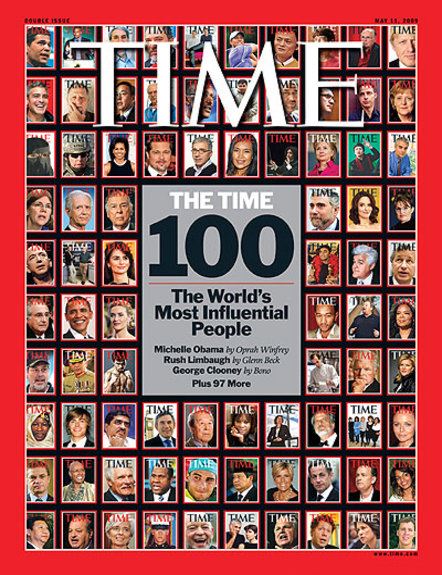 DOUBLE ISSUE
MAY 11, 2009
TIME
THE TIME
100
The World's
Most Influential
People
Michelle Obama by Oprah Winfrey
Rush Limbaugh by Glenn Beck
George Clooney by Bono
Plus 97 More
www.time.com